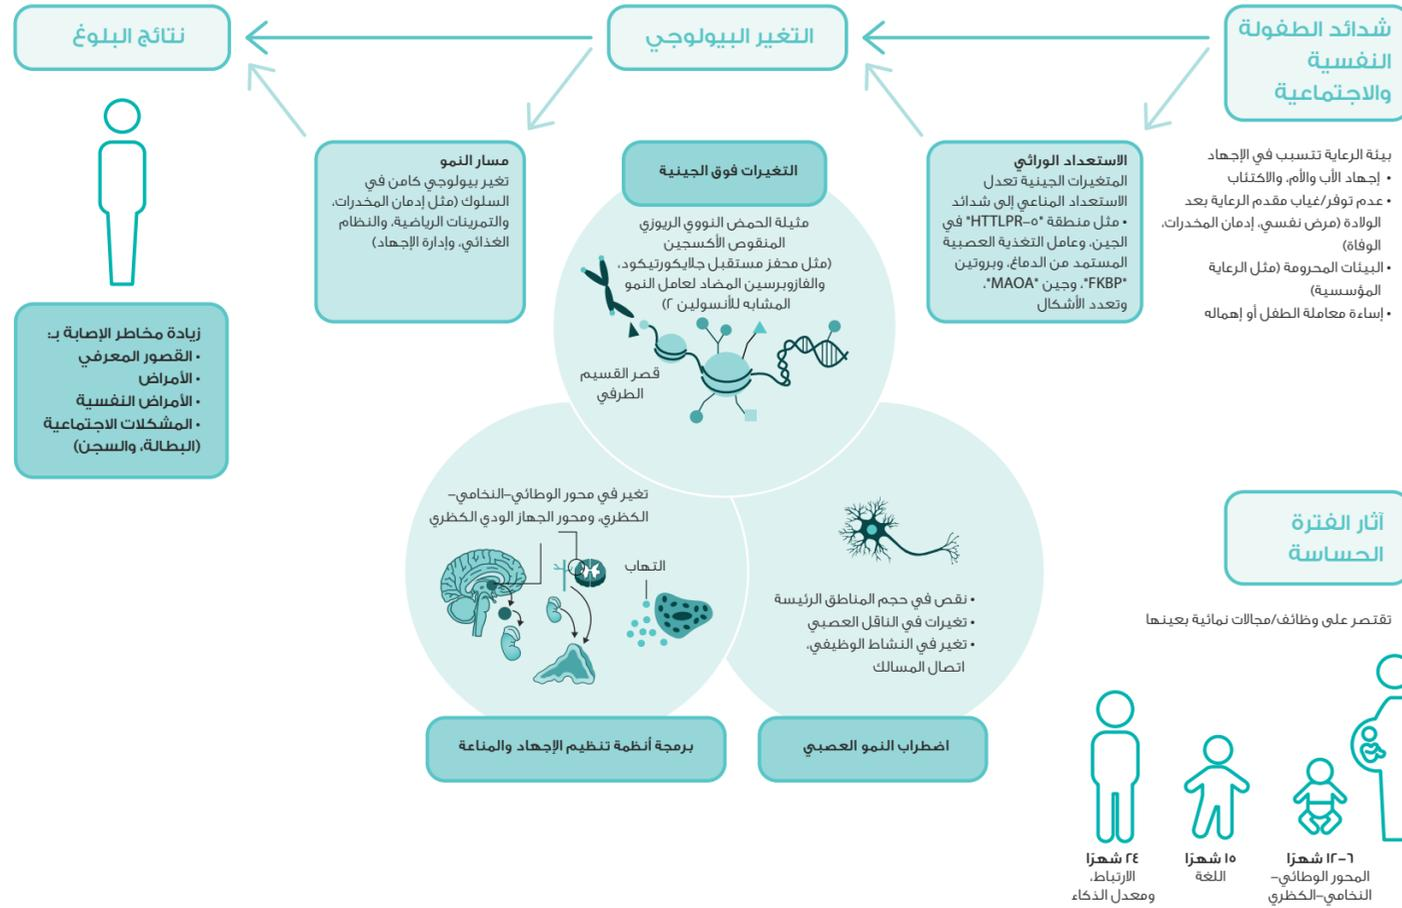 شدائد الطفولة
النفسية
والاجتماعية
بيئة الرعاية تتسبب في الإجهاد
• إجهاد الأب والأم، والاكتئاب
• عدم توفر/غياب مقدم الرعاية بعد
الولادة (مرض نفسي، إدمان المخدرات،
الوفاة)
• البيئات المحرومة (مثل الرعاية
المؤسسية)
• إساءة معاملة الطفل أو إهماله
الاستعداد الوراثي
المتغيرات الجينية تعدل
الاستعداد المناعي إلى شدائد
• مثل منطقة "٥-HTTLPR" في
الجين، وعامل التغذية العصبية
المستمد من الدماغ، وبروتين
"FKBP"، وجين "MAOA"،
وتعدد الأشكال
التغير البيولوجي
التغيرات فوق الجينية
مثيلة الحمض النووي الريبوزي
المنقوص الأكسجين
(مثل محفز مستقبل جلايكورتيكود،
والفازوبرسين المضاد لعامل النمو
المشابه للأنسولين ٢)
قصر القسيم
الطرفي
تغير في محور الوطائي-النخامي-
الكظري، ومحور الجهاز الودي الكظري
التهاب
برمجة أنظمة تنظيم الإجهاد والمناعة
• نقص في حجم المناطق الرئيسة
• تغيرات في الناقل العصبي
• تغير في النشاط الوظيفي،
اتصال المسالك
اضطراب النمو العصبي
مسار النمو
تغير بيولوجي كامن في
السلوك (مثل إدمان المخدرات،
والتمرينات الرياضية، والنظام
الغذائي، وإدارة الإجهاد)
نتائج البلوغ
زيادة مخاطر الإصابة بـ:
• القصور المعرفي
• الأمراض
• الأمراض النفسية
• المشكلات الاجتماعية
(البطالة، والسجن)
آثار الفترة
الحساسة
تقتصر على وظائف/مجالات نمائية بعينها
٦-١٢ شهرًا
المحور الوطائي-
النخامي-الكظري
١٥ شهرًا
اللغة
٢٤ شهرًا
الارتباط،
ومعدل الذكاء